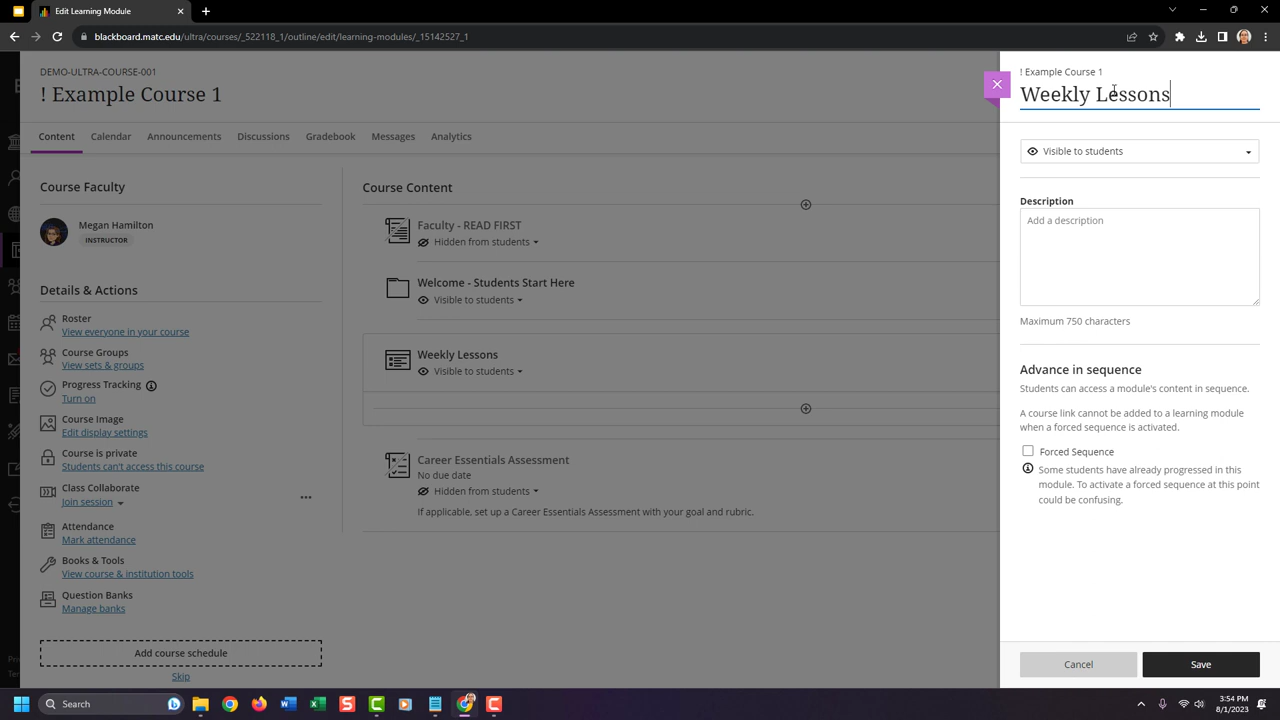 Edit Learning Module
blackboard.matc.edu/ultra/courses/_522118_1/outline/edit/learning-modules/_15142527_1
DEMO-ULTRA-COURSE-001
! Example Course 1
Content
Calendar
Announcements
Discussions
Gradebook
Messages
Analytics
Course Faculty
Megan Hamilton
INSTRUCTOR
Details & Actions
Roster
View everyone in your course
Course Groups
View sets & groups
Progress Tracking
Turn on
Course Image
Edit display settings
Course is private
Students can't access this course
Class Collaborate
Join session
Attendance
Mark attendance
Books & Tools
View course & institution tools
Question Banks
Manage banks
Add course schedule
Skip
Course Content
Faculty - READ FIRST
Hidden from students
Welcome - Students Start Here
Visible to students
Weekly Lessons
Visible to students
Career Essentials Assessment
No due date
Hidden from students
If applicable, set up a Career Essentials Assessment with your goal and rubric.
! Example Course 1
Weekly Lessons
Visible to students
Description
Add a description
Maximum 750 characters
Advance in sequence
Students can access a module's content in sequence.
A course link cannot be added to a learning module
when a forced sequence is activated.
Forced Sequence
Some students have already progressed in this
module. To activate a forced sequence at this point
could be confusing.
Cancel
Save
Search
3:54 PM
8/1/2023